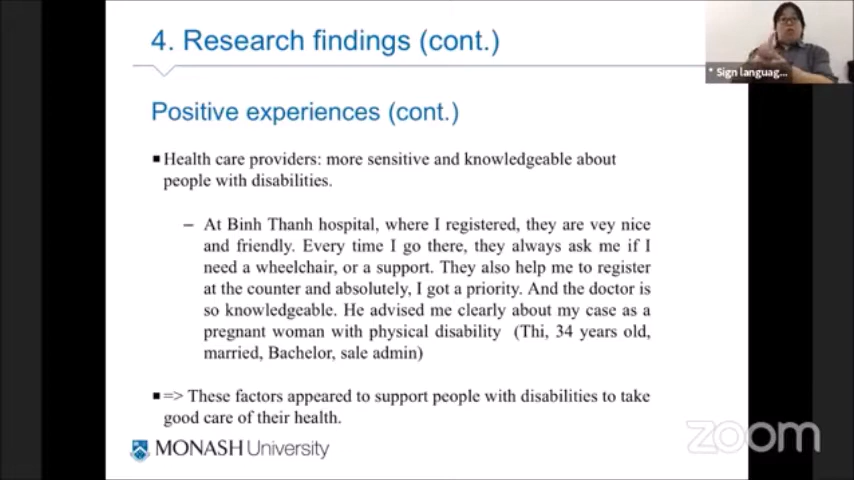 4. Research findings (cont.)
* Sign languag...
Positive experiences (cont.)
▪ Health care providers: more sensitive and knowledgeable about
people with disabilities.
– At Binh Thanh hospital, where I registered, they are vey nice
and friendly. Every time I go there, they always ask me if I
need a wheelchair, or a support. They also help me to register
at the counter and absolutely, I got a priority. And the doctor is
so knowledgeable. He advised me clearly about my case as a
pregnant woman with physical disability (Thi, 34 years old,
married, Bachelor, sale admin)
▪ => These factors appeared to support people with disabilities to take
good care of their health.
MONASH University
zoom